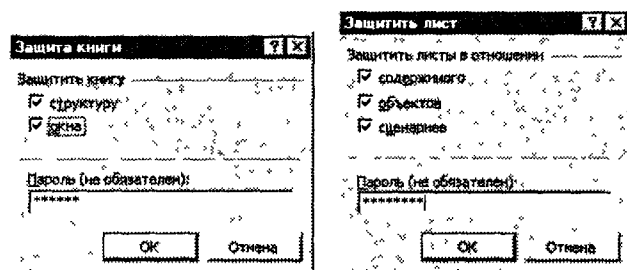 Защита книги
Защитить книгу
структуру
окна
Пароль (не обязателен):
******
ОК
Отмена
Защитить лист
Защитить листы в отношении
содержимого
объектов
сценариев
Пароль (не обязателен):
********
ОК
Отмена